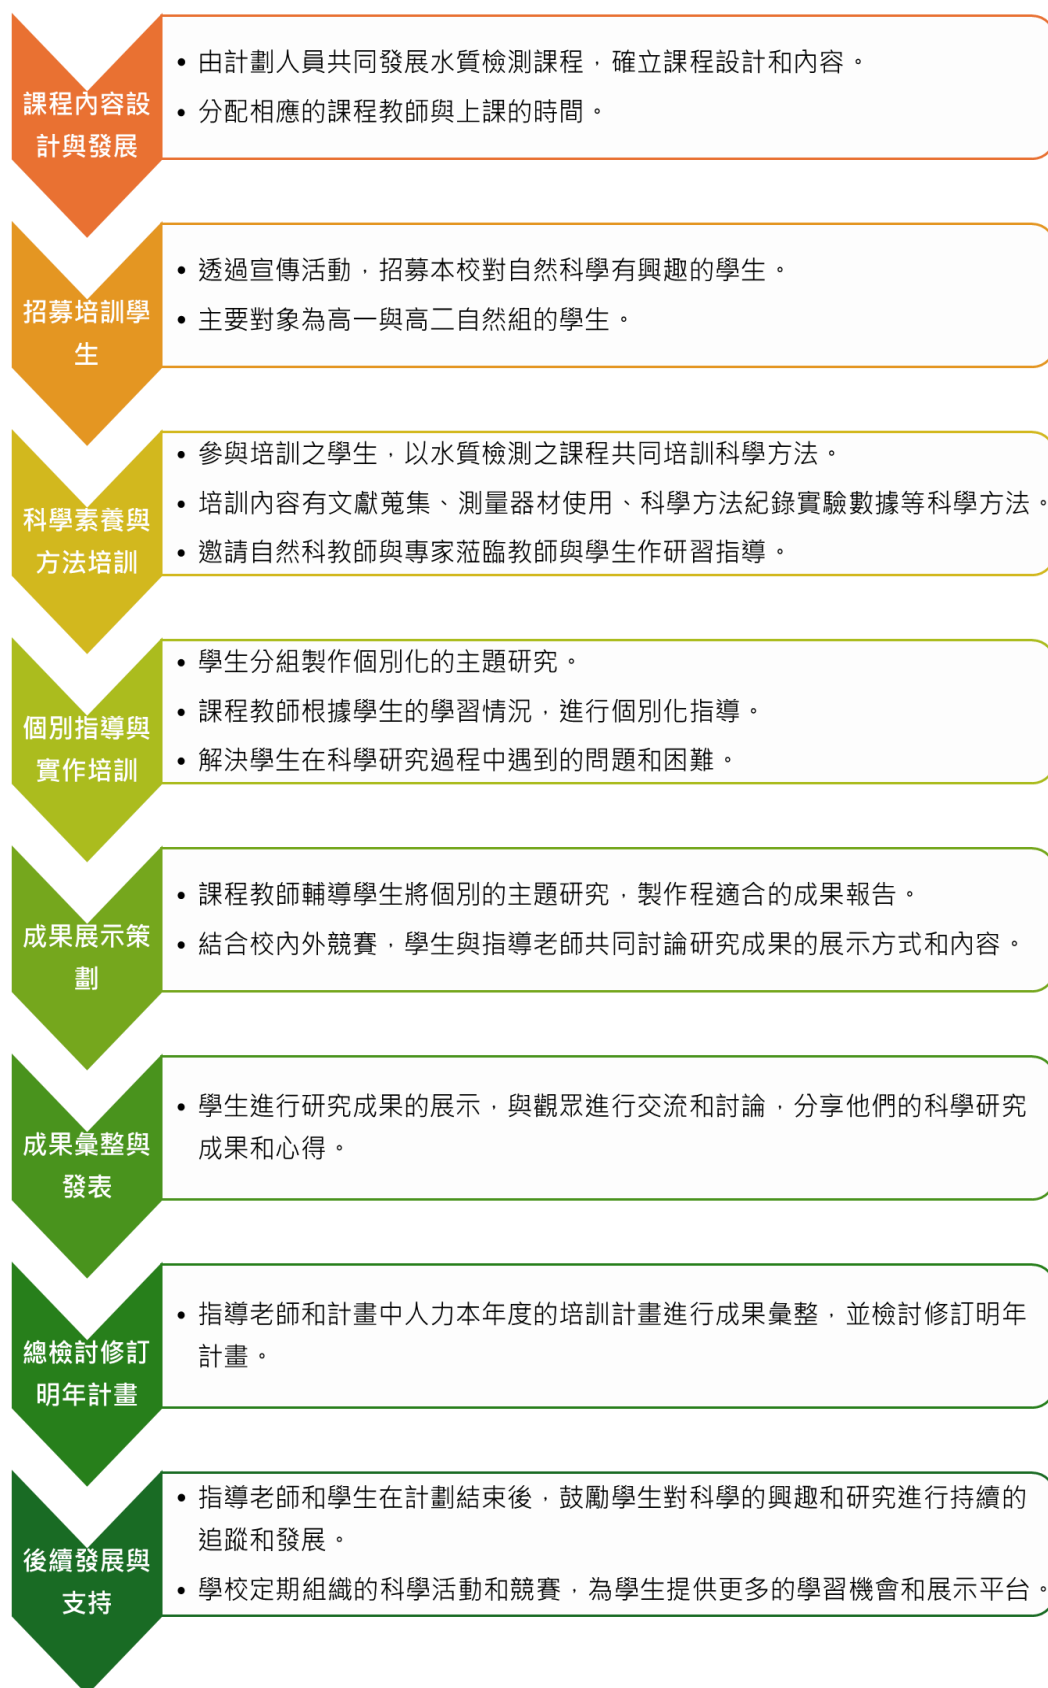 課程內容設
計與發展
• 由計劃人員共同發展水質檢測課程，確立課程設計和內容。
• 分配相應的課程教師與上課的時間。
招募培訓學
生
• 透過宣傳活動，招募本校對自然科學有興趣的學生。
• 主要對象為高一與高二自然組的學生。
科學素養與
方法培訓
• 參與培訓之學生，以水質檢測之課程共同培訓科學方法。
• 培訓內容有文獻蒐集、測量器材使用、科學方法紀錄實驗數據等科學方法。
• 邀請自然科教師與專家蒞臨教師與學生作研習指導。
個別指導與
實作培訓
• 學生分組製作個別化的主題研究。
• 課程教師根據學生的學習情況，進行個別化指導。
• 解決學生在科學研究過程中遇到的問題和困難。
成果展示策
劃
• 課程教師輔導學生將個別的主題研究，製作程適合的成果報告。
• 結合校內外競賽，學生與指導老師共同討論研究成果的展示方式和內容。
成果彙整與
發表
• 學生進行研究成果的展示，與觀眾進行交流和討論，分享他們的科學研究
成果和心得。
總檢討修訂
明年計畫
• 指導老師和計畫中人力本年度的培訓計畫進行成果彙整，並檢討修訂明年
計畫。
後續發展與
支持
• 指導老師和學生在計劃結束後，鼓勵學生對科學的興趣和研究進行持續的
追蹤和發展。
• 學校定期組織的科學活動和競賽，為學生提供更多的學習機會和展示平台。